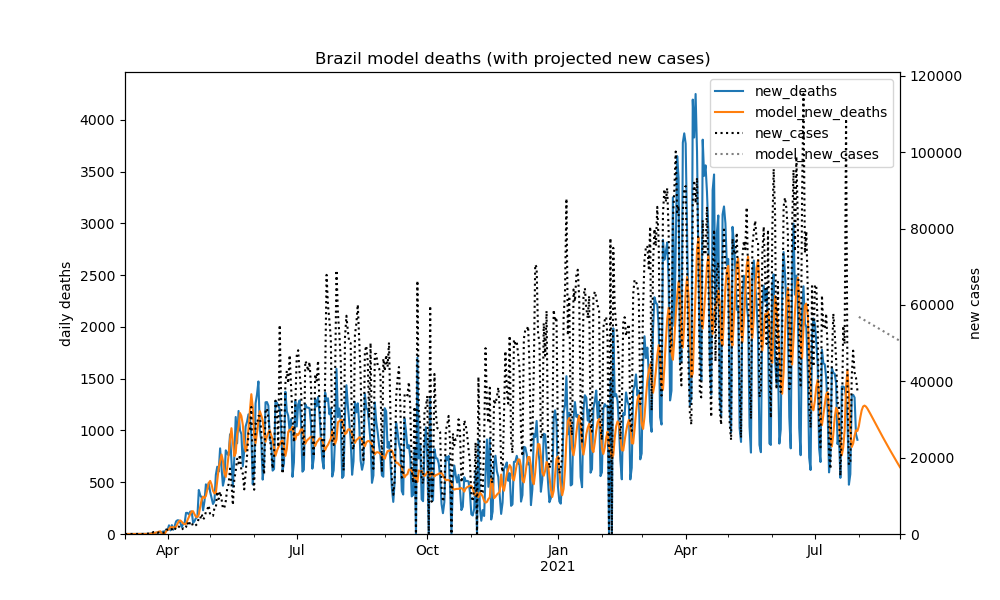 Brazil model deaths (with projected new cases)
new_deaths
model_new_deaths
new_cases
model_new_cases
daily deaths
new cases
4000
3500
3000
2500
2000
1500
1000
500
0
120000
100000
80000
60000
40000
20000
0
Apr
Jul
Oct
Jan
2021
Apr
Jul